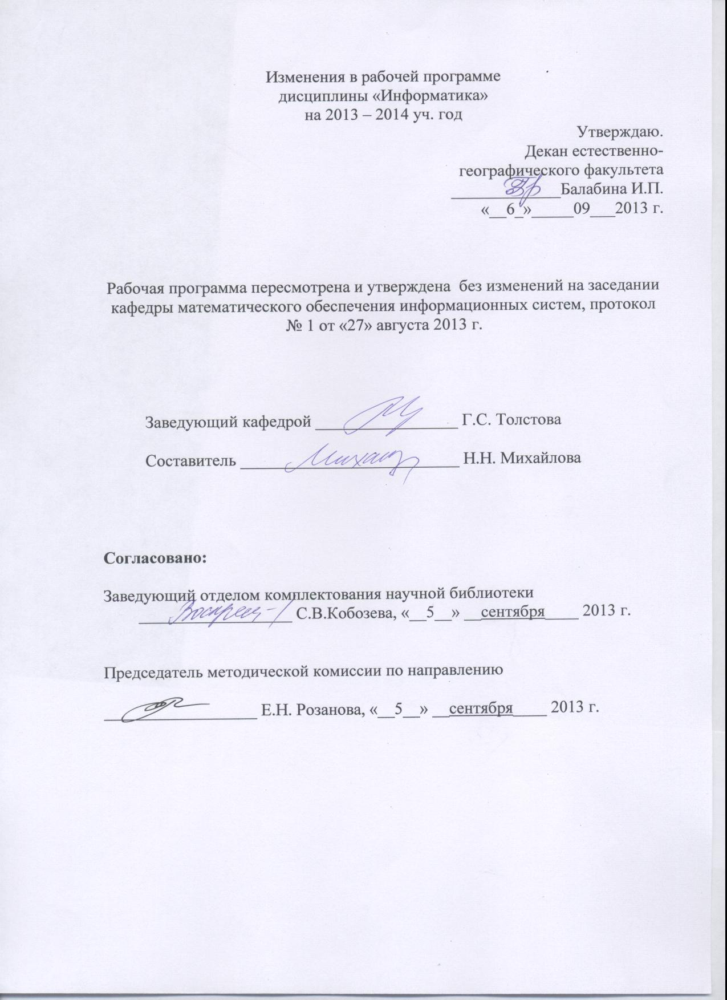 Изменения в рабочей программе
дисциплины «Информатика»
на 2013 – 2014 уч. год
Утверждаю.
Декан естественно-
географического факультета
_____________Балабина И.П.
«__6_»_____09___2013 г.
Рабочая программа пересмотрена и утверждена без изменений на заседании
кафедры математического обеспечения информационных систем, протокол
№ 1 от «27» августа 2013 г.
Заведующий кафедрой _________________ Г.С. Толстова
Составитель __________________________ Н.Н. Михайлова
Согласовано:
Заведующий отделом комплектования научной библиотеки
__________________ С.В.Кобозева, «__5__» __сентября____ 2013 г.
Председатель методической комиссии по направлению
__________________ Е.Н. Розанова, «__5__» __сентября____ 2013 г.